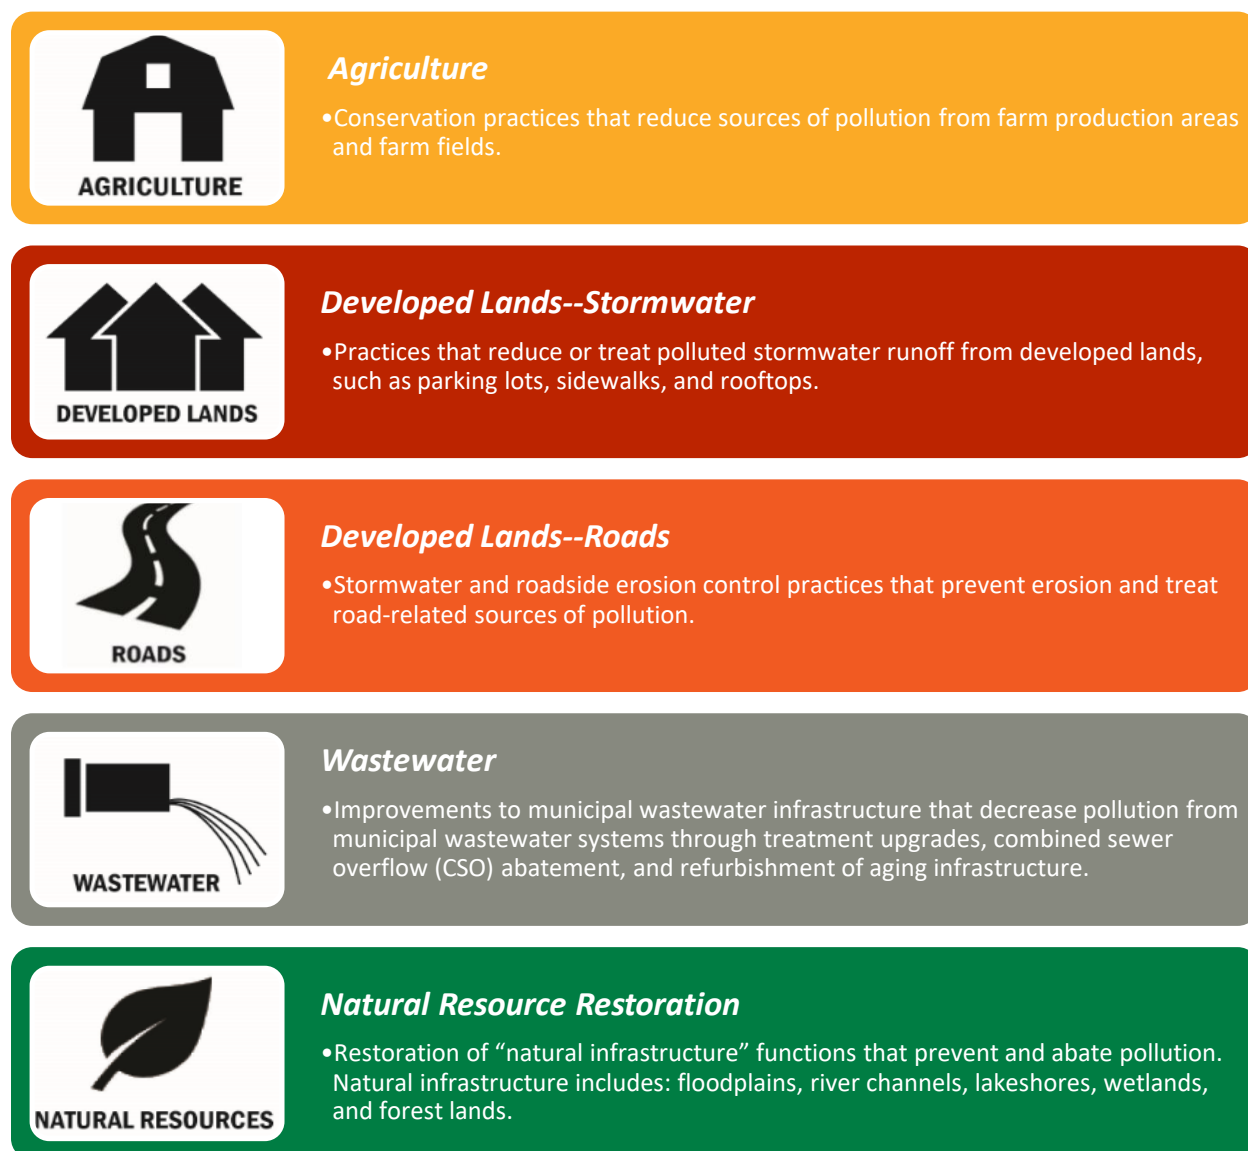 AGRICULTURE
Agriculture
•Conservation practices that reduce sources of pollution from farm production areas
and farm fields.
DEVELOPED LANDS
Developed Lands--Stormwater
•Practices that reduce or treat polluted stormwater runoff from developed lands,
such as parking lots, sidewalks, and rooftops.
ROADS
Developed Lands--Roads
•Stormwater and roadside erosion control practices that prevent erosion and treat
road-related sources of pollution.
WASTEWATER
Wastewater
•Improvements to municipal wastewater infrastructure that decrease pollution from
municipal wastewater systems through treatment upgrades, combined sewer
overflow (CSO) abatement, and refurbishment of aging infrastructure.
NATURAL RESOURCES
Natural Resource Restoration
•Restoration of “natural infrastructure” functions that prevent and abate pollution.
Natural infrastructure includes: floodplains, river channels, lakeshores, wetlands,
and forest lands.